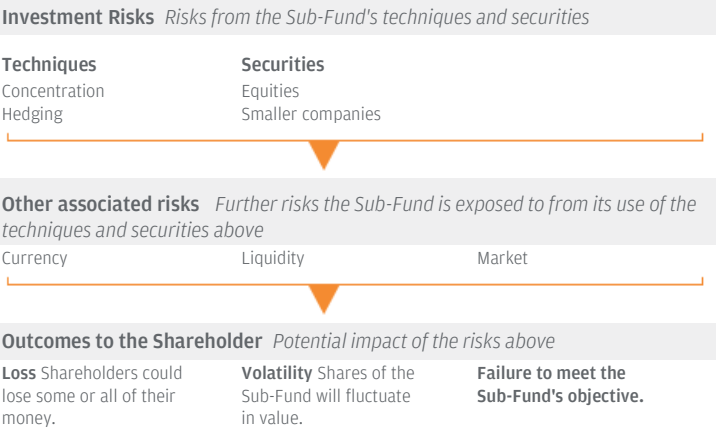 Investment Risks Risks from the Sub-Fund's techniques and securities
Techniques
Concentration
Hedging
Securities
Equities
Smaller companies
Other associated risks Further risks the Sub-Fund is exposed to from its use of the
techniques and securities above
Currency
Liquidity
Market
Outcomes to the Shareholder Potential impact of the risks above
Loss Shareholders could
lose some or all of their
money.
Volatility Shares of the
Sub-Fund will fluctuate
in value.
Failure to meet the
Sub-Fund's objective.